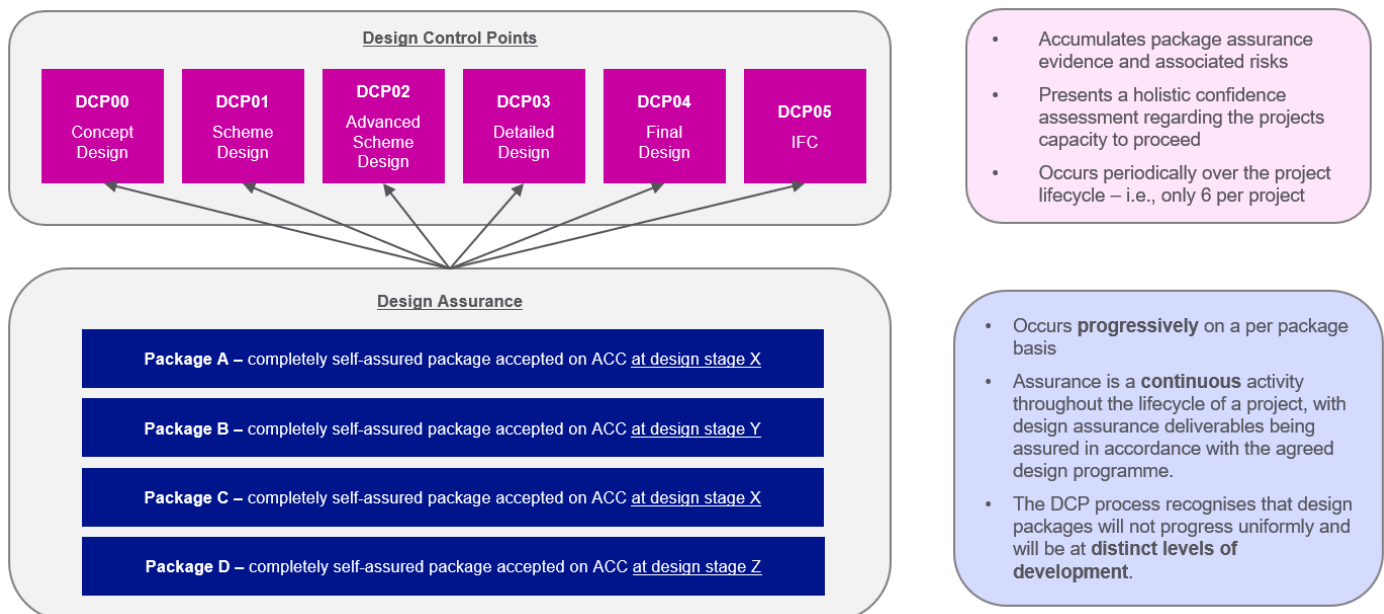 Design Control Points
DCP00
Concept
Design
DCP01
Scheme
Design
DCP02
Advanced
Scheme
Design
DCP03
Detailed
Design
DCP04
Final
Design
DCP05
IFC
• Accumulates package assurance
evidence and associated risks
• Presents a holistic confidence
assessment regarding the projects
capacity to proceed
• Occurs periodically over the project
lifecycle – i.e., only 6 per project
Design Assurance
Package A – completely self-assured package accepted on ACC at design stage X
Package B – completely self-assured package accepted on ACC at design stage Y
Package C – completely self-assured package accepted on ACC at design stage X
Package D – completely self-assured package accepted on ACC at design stage Z
• Occurs progressively on a per package
basis
• Assurance is a continuous activity
throughout the lifecycle of a project, with
design assurance deliverables being
assured in accordance with the agreed
design programme.
• The DCP process recognises that design
packages will not progress uniformly and
will be at distinct levels of
development.